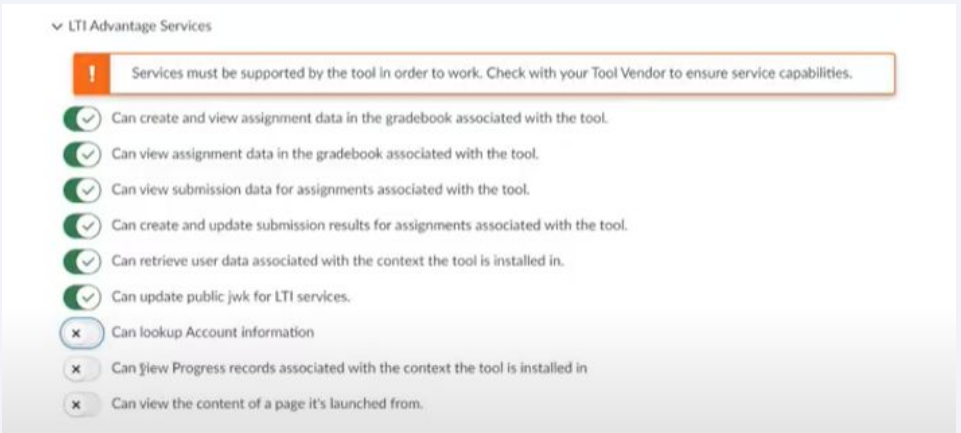 LTI Advantage Services
! Services must be supported by the tool in order to work. Check with your Tool Vendor to ensure service capabilities.
Can create and view assignment data in the gradebook associated with the tool.
Can view assignment data in the gradebook associated with the tool.
Can view submission data for assignments associated with the tool.
Can create and update submission results for assignments associated with the tool.
Can retrieve user data associated with the context the tool is installed in.
Can update public jwk for LTI services.
Can lookup Account information
Can view Progress records associated with the context the tool is installed in
Can view the content of a page it's launched from.